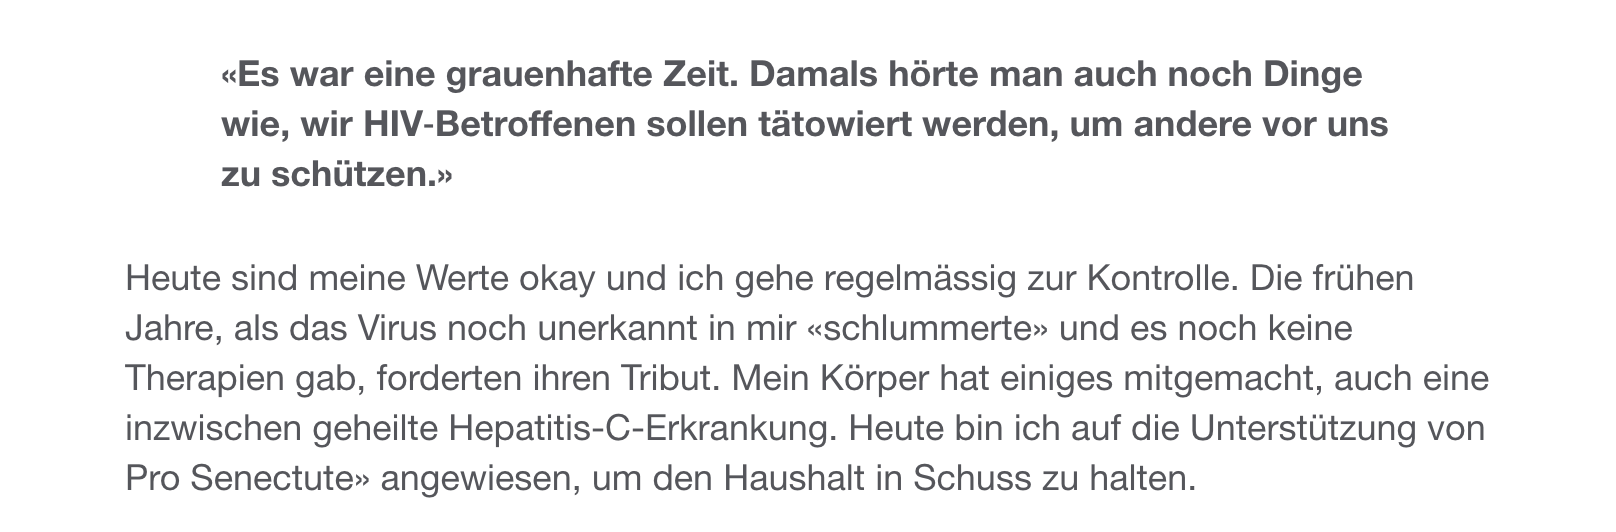 «Es war eine grauenhafte Zeit. Damals hörte man auch noch Dinge
wie, wir HIV-Betroffenen sollen tätowiert werden, um andere vor uns
zu schützen.»
Heute sind meine Werte okay und ich gehe regelmässig zur Kontrolle. Die frühen
Jahre, als das Virus noch unerkannt in mir «schlummerte» und es noch keine
Therapien gab, forderten ihren Tribut. Mein Körper hat einiges mitgemacht, auch eine
inzwischen geheilte Hepatitis-C-Erkrankung. Heute bin ich auf die Unterstützung von
Pro Senectute» angewiesen, um den Haushalt in Schuss zu halten.